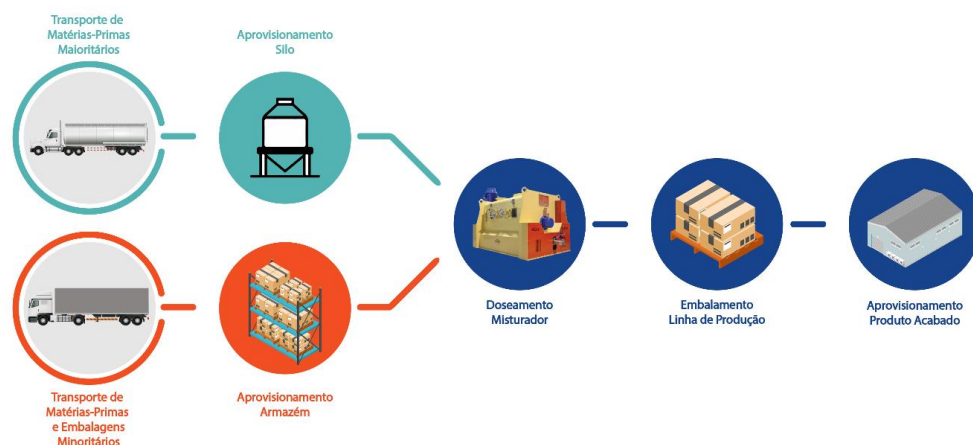 Transporte de
Matérias-Primas
Maioritários
Aprovisionamento
Silo
Doseamento
Misturador
Embalamento
Linha de Produção
Aprovisionamento
Produto Acabado
Transporte de
Matérias-Primas
e Embalagens
Minoritários
Aprovisionamento
Armazém